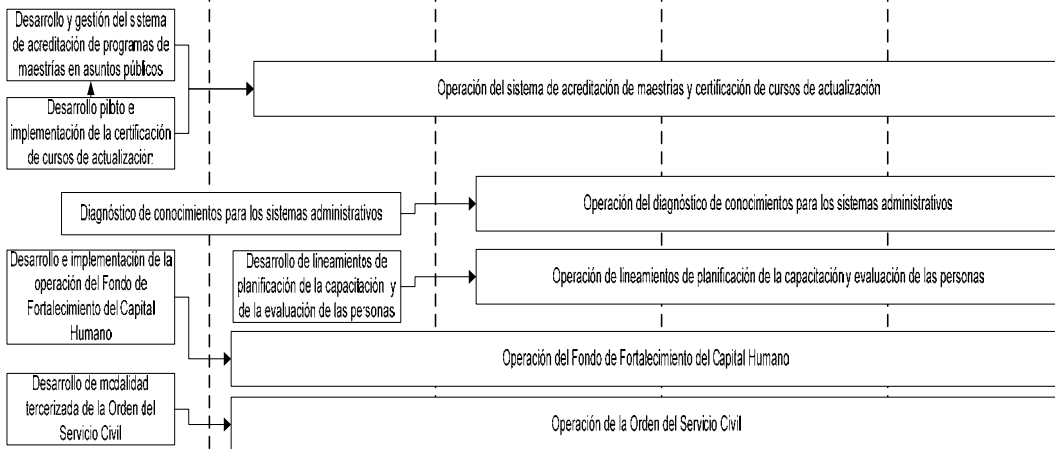 Desarrollo y gestión del sistema
de acreditación de programas de
maestrías en asuntos públicos
Operación del sistema de acreditación de maestrías y certificación de cursos de actualización
Desarrollo piloto e
implementación de la certificación
de cursos de actualización
Diagnóstico de conocimientos para los sistemas administrativos
Operación del diagnóstico de conocimientos para los sistemas administrativos
Desarrollo e implementación de la
operación del Fondo de
Fortalecimiento del Capital
Humano
Desarrollo de lineamientos de
planificación de la capacitación y
de la evaluación de las personas
Operación de lineamientos de planificación de la capacitación y evaluación de las personas
Operación del Fondo de Fortalecimiento del Capital Humano
Desarrollo de modalidad
tercerizada de la Orden del
Servicio Civil
Operación de la Orden del Servicio Civil